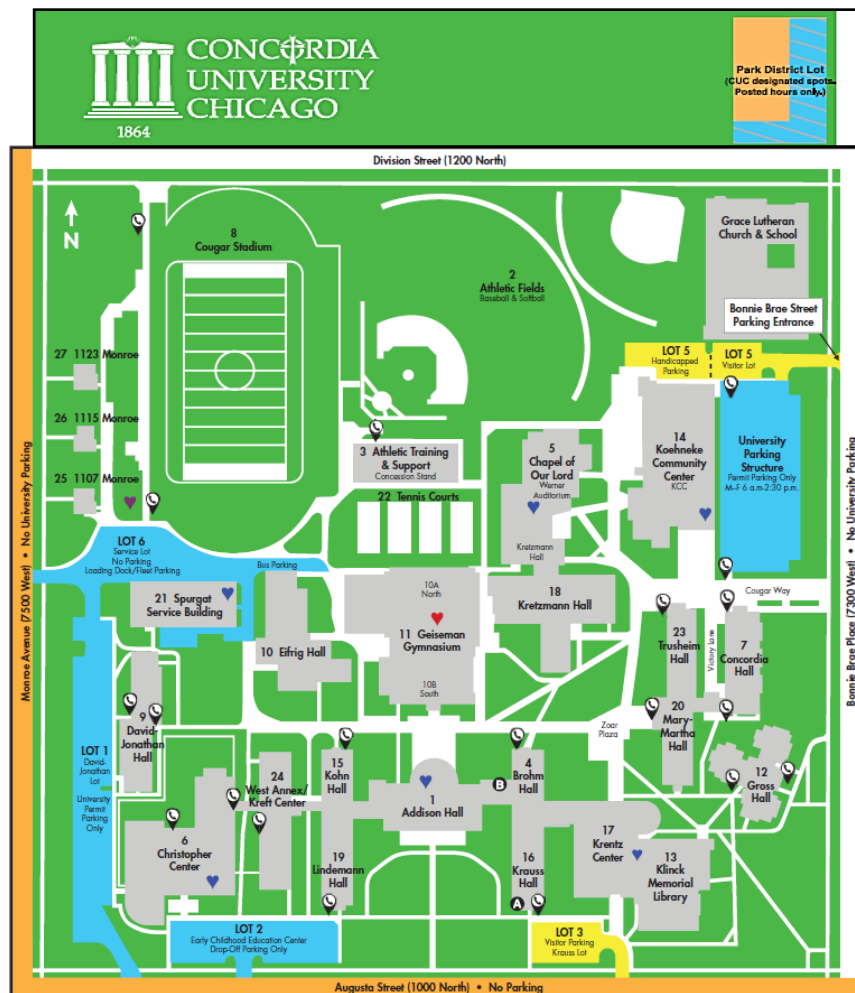 CONCORDIA
UNIVERSITY
CHICAGO
1864
Park District Lot
(CUC designated spots.
Posted hours only.)
Division Street (1200 North)
N
8
Cougar Stadium
2
Athletic Fields
Baseball & Softball
Grace Lutheran
Church & School
Bonnie Brae Street
Parking Entrance
27 1123 Monroe
LOT 5
Handicapped
Parking
LOT 5
Visitor Lot
26 1115 Monroe
25 1107 Monroe
3 Athletic Training
& Support
Concession Stand
5
Chapel of
Our Lord
Werner
Auditorium
14
Koehneke
Community
Center
KCC
University
Parking
Structure
Permit Parking Only
M–F 6 a.m-2:30 p.m.
22 Tennis Courts
LOT 6
Service Lot
No Parking
Loading Dock/Fleet Parking
Bus Parking
Kretzmann
Hall
10A
North
18
Kretzmann Hall
Cougar Way
21 Spurgat
Service Building
11 Geiseman
Gymnasium
10 Eifrig Hall
10B
South
23
Trusheim
Hall
Victory Lane
7
Concordia
Hall
9
David-
Jonathan
Hall
20
Mary-
Martha
Hall
Zoar
Plaza
LOT 1
David-
Jonathan
Lot
University
Permit
Parking
Only
24
West Annex/
Kreft Center
15
Kohn
Hall
1
Addison Hall
B
4
Brohm
Hall
12
Gross
Hall
6
Christopher
Center
19
Lindemann
Hall
16
Krauss
Hall
A
17
Krentz
Center
13
Klinck
Memorial
Library
LOT 2
Early Childhood Education Center
Drop-Off Parking Only
LOT 3
Visitor Parking
Krauss Lot
Augusta Street (1000 North) • No Parking
Monroe Avenue (7500 West) • No University Parking
Bonnie Brae Place (7300 West) • No University Parking